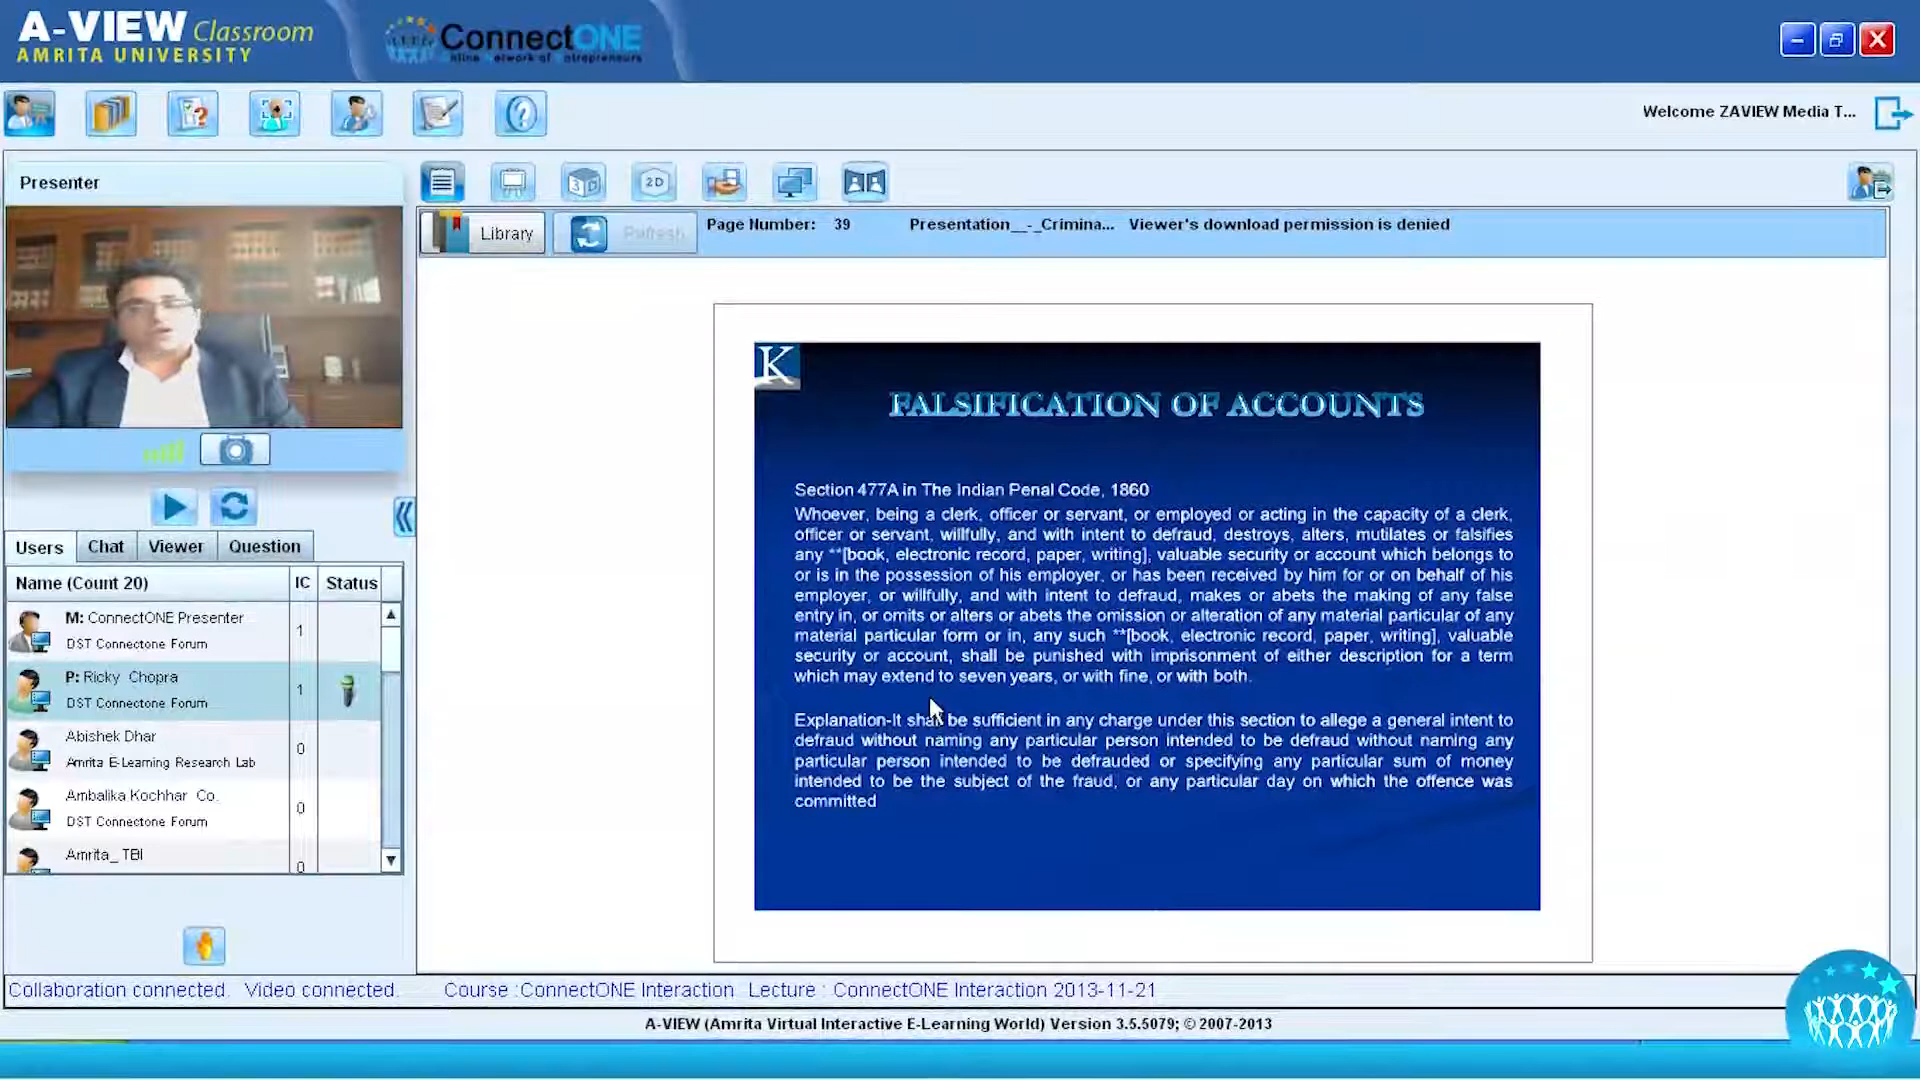 A-VIEW Classroom
AMRITA UNIVERSITY
ConnectONE
Online Network of Entrepreneurs
Welcome ZAVIEW Media T...
Presenter
3D
2D
Library
Refresh
Page Number: 39
Presentation__-_Crimina...
Viewer's download permission is denied
K
FALSIFICATION OF ACCOUNTS
Section 477A in The Indian Penal Code, 1860
Whoever, being a clerk, officer or servant, or employed or acting in the capacity of a clerk,
officer or servant, willfully, and with intent to defraud, destroys, alters, mutilates or falsifies
any **[book, electronic record, paper, writing], valuable security or account which belongs to
or is in the possession of his employer, or has been received by him for or on behalf of his
employer, or willfully, and with intent to defraud, makes or abets the making of any false
entry in, or omits or alters or abets the omission or alteration of any material particular of any
material particular form or in, any such **[book, electronic record, paper, writing], valuable
security or account, shall be punished with imprisonment of either description for a term
which may extend to seven years, or with fine, or with both.
Explanation-It shall be sufficient in any charge under this section to allege a general intent to
defraud without naming any particular person intended to be defraud without naming any
particular person intended to be defrauded or specifying any particular sum of money
intended to be the subject of the fraud, or any particular day on which the offence was
committed
Users Chat Viewer Question
Name (Count 20) IC Status
M: ConnectONE Presenter
DST Connectone Forum
1
P: Ricky Chopra
DST Connectone Forum
1
Abishek Dhar
Amrita E-Learning Research Lab
0
Ambalika Kochhar Co.
DST Connectone Forum
0
Amrita_ TBI
0
Collaboration connected. Video connected. Course :ConnectONE Interaction Lecture : ConnectONE Interaction 2013-11-21
A-VIEW (Amrita Virtual Interactive E-Learning World) Version 3.5.5079; © 2007-2013